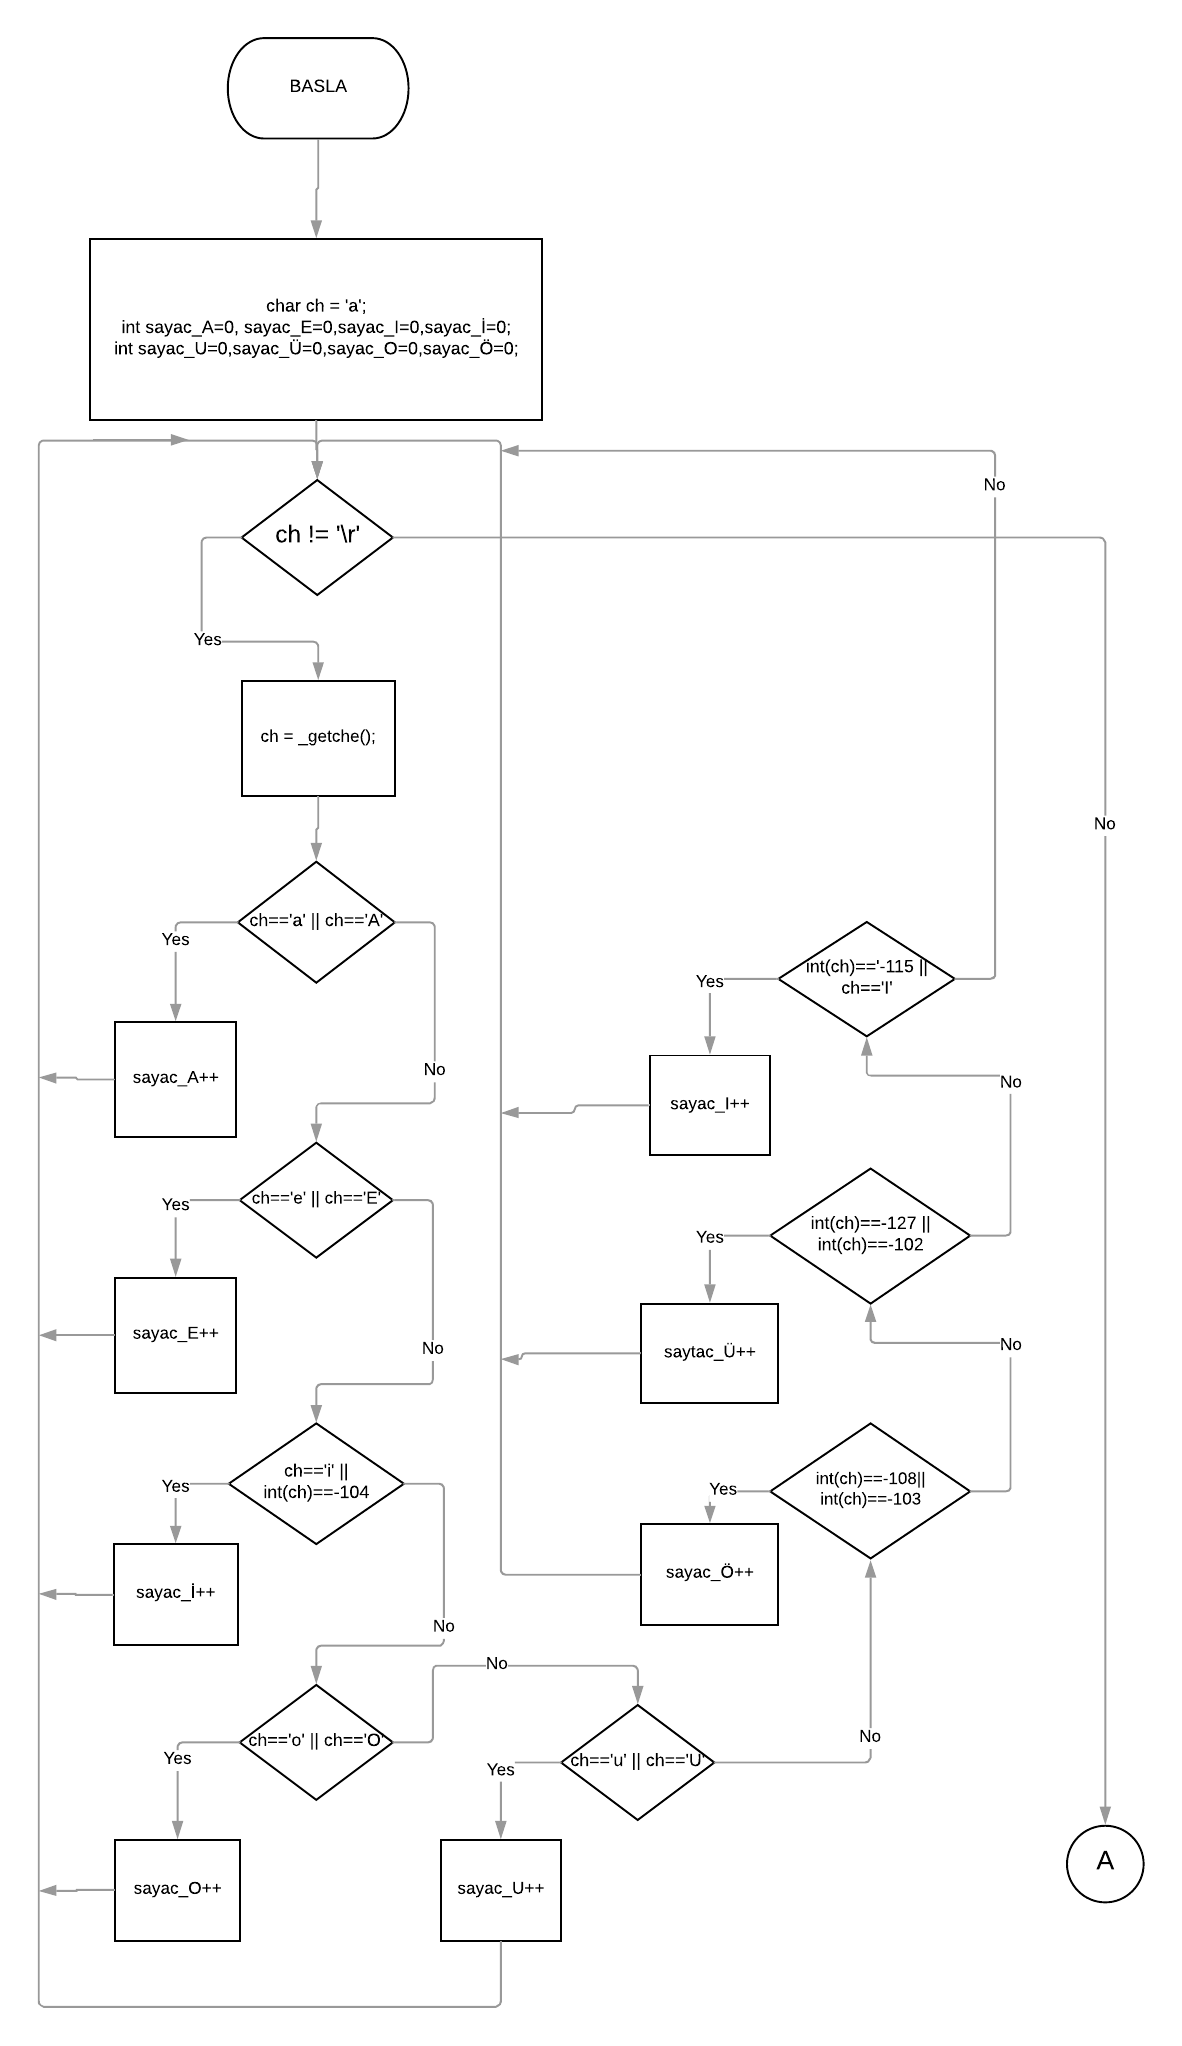 BASLA
char ch = 'a';
int sayac_A=0, sayac_E=0,sayac_I=0,sayac_İ=0;
int sayac_U=0,sayac_Ü=0,sayac_O=0,sayac_Ö=0;
ch != '\r'
No
Yes
ch = _getche();
No
ch=='a' || ch=='A'
Yes
No
sayac_A++
ch=='e' || ch=='E'
Yes
No
sayac_E++
ch=='i' ||
int(ch)==-104
Yes
No
sayac_İ++
ch=='o' || ch=='O'
Yes
No
sayac_O++
ch=='u' || ch=='U'
Yes
No
sayac_U++
int(ch)==-108||
int(ch)==-103
Yes
No
sayac_Ö++
int(ch)==-127 ||
int(ch)==-102
Yes
No
saytac_Ü++
int(ch)=='-115 ||
ch=='I'
Yes
sayac_I++
A